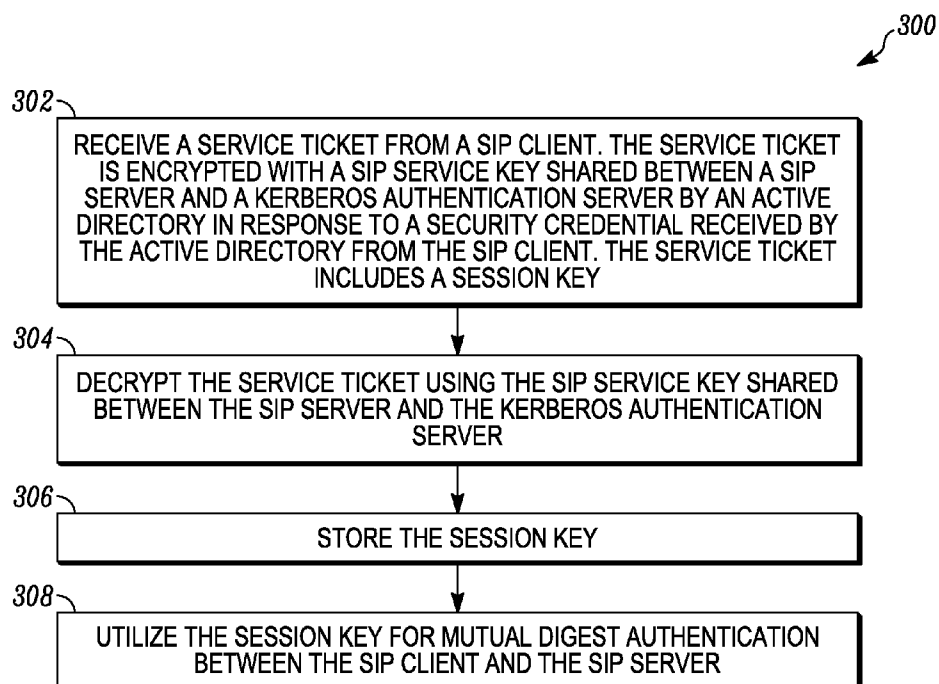 300
302
RECEIVE A SERVICE TICKET FROM A SIP CLIENT. THE SERVICE TICKET
IS ENCRYPTED WITH A SIP SERVICE KEY SHARED BETWEEN A SIP
SERVER AND A KERBEROS AUTHENTICATION SERVER BY AN ACTIVE
DIRECTORY IN RESPONSE TO A SECURITY CREDENTIAL RECEIVED BY
THE ACTIVE DIRECTORY FROM THE SIP CLIENT. THE SERVICE TICKET
INCLUDES A SESSION KEY
304
DECRYPT THE SERVICE TICKET USING THE SIP SERVICE KEY SHARED
BETWEEN THE SIP SERVER AND THE KERBEROS AUTHENTICATION
SERVER
306
STORE THE SESSION KEY
308
UTILIZE THE SESSION KEY FOR MUTUAL DIGEST AUTHENTICATION
BETWEEN THE SIP CLIENT AND THE SIP SERVER